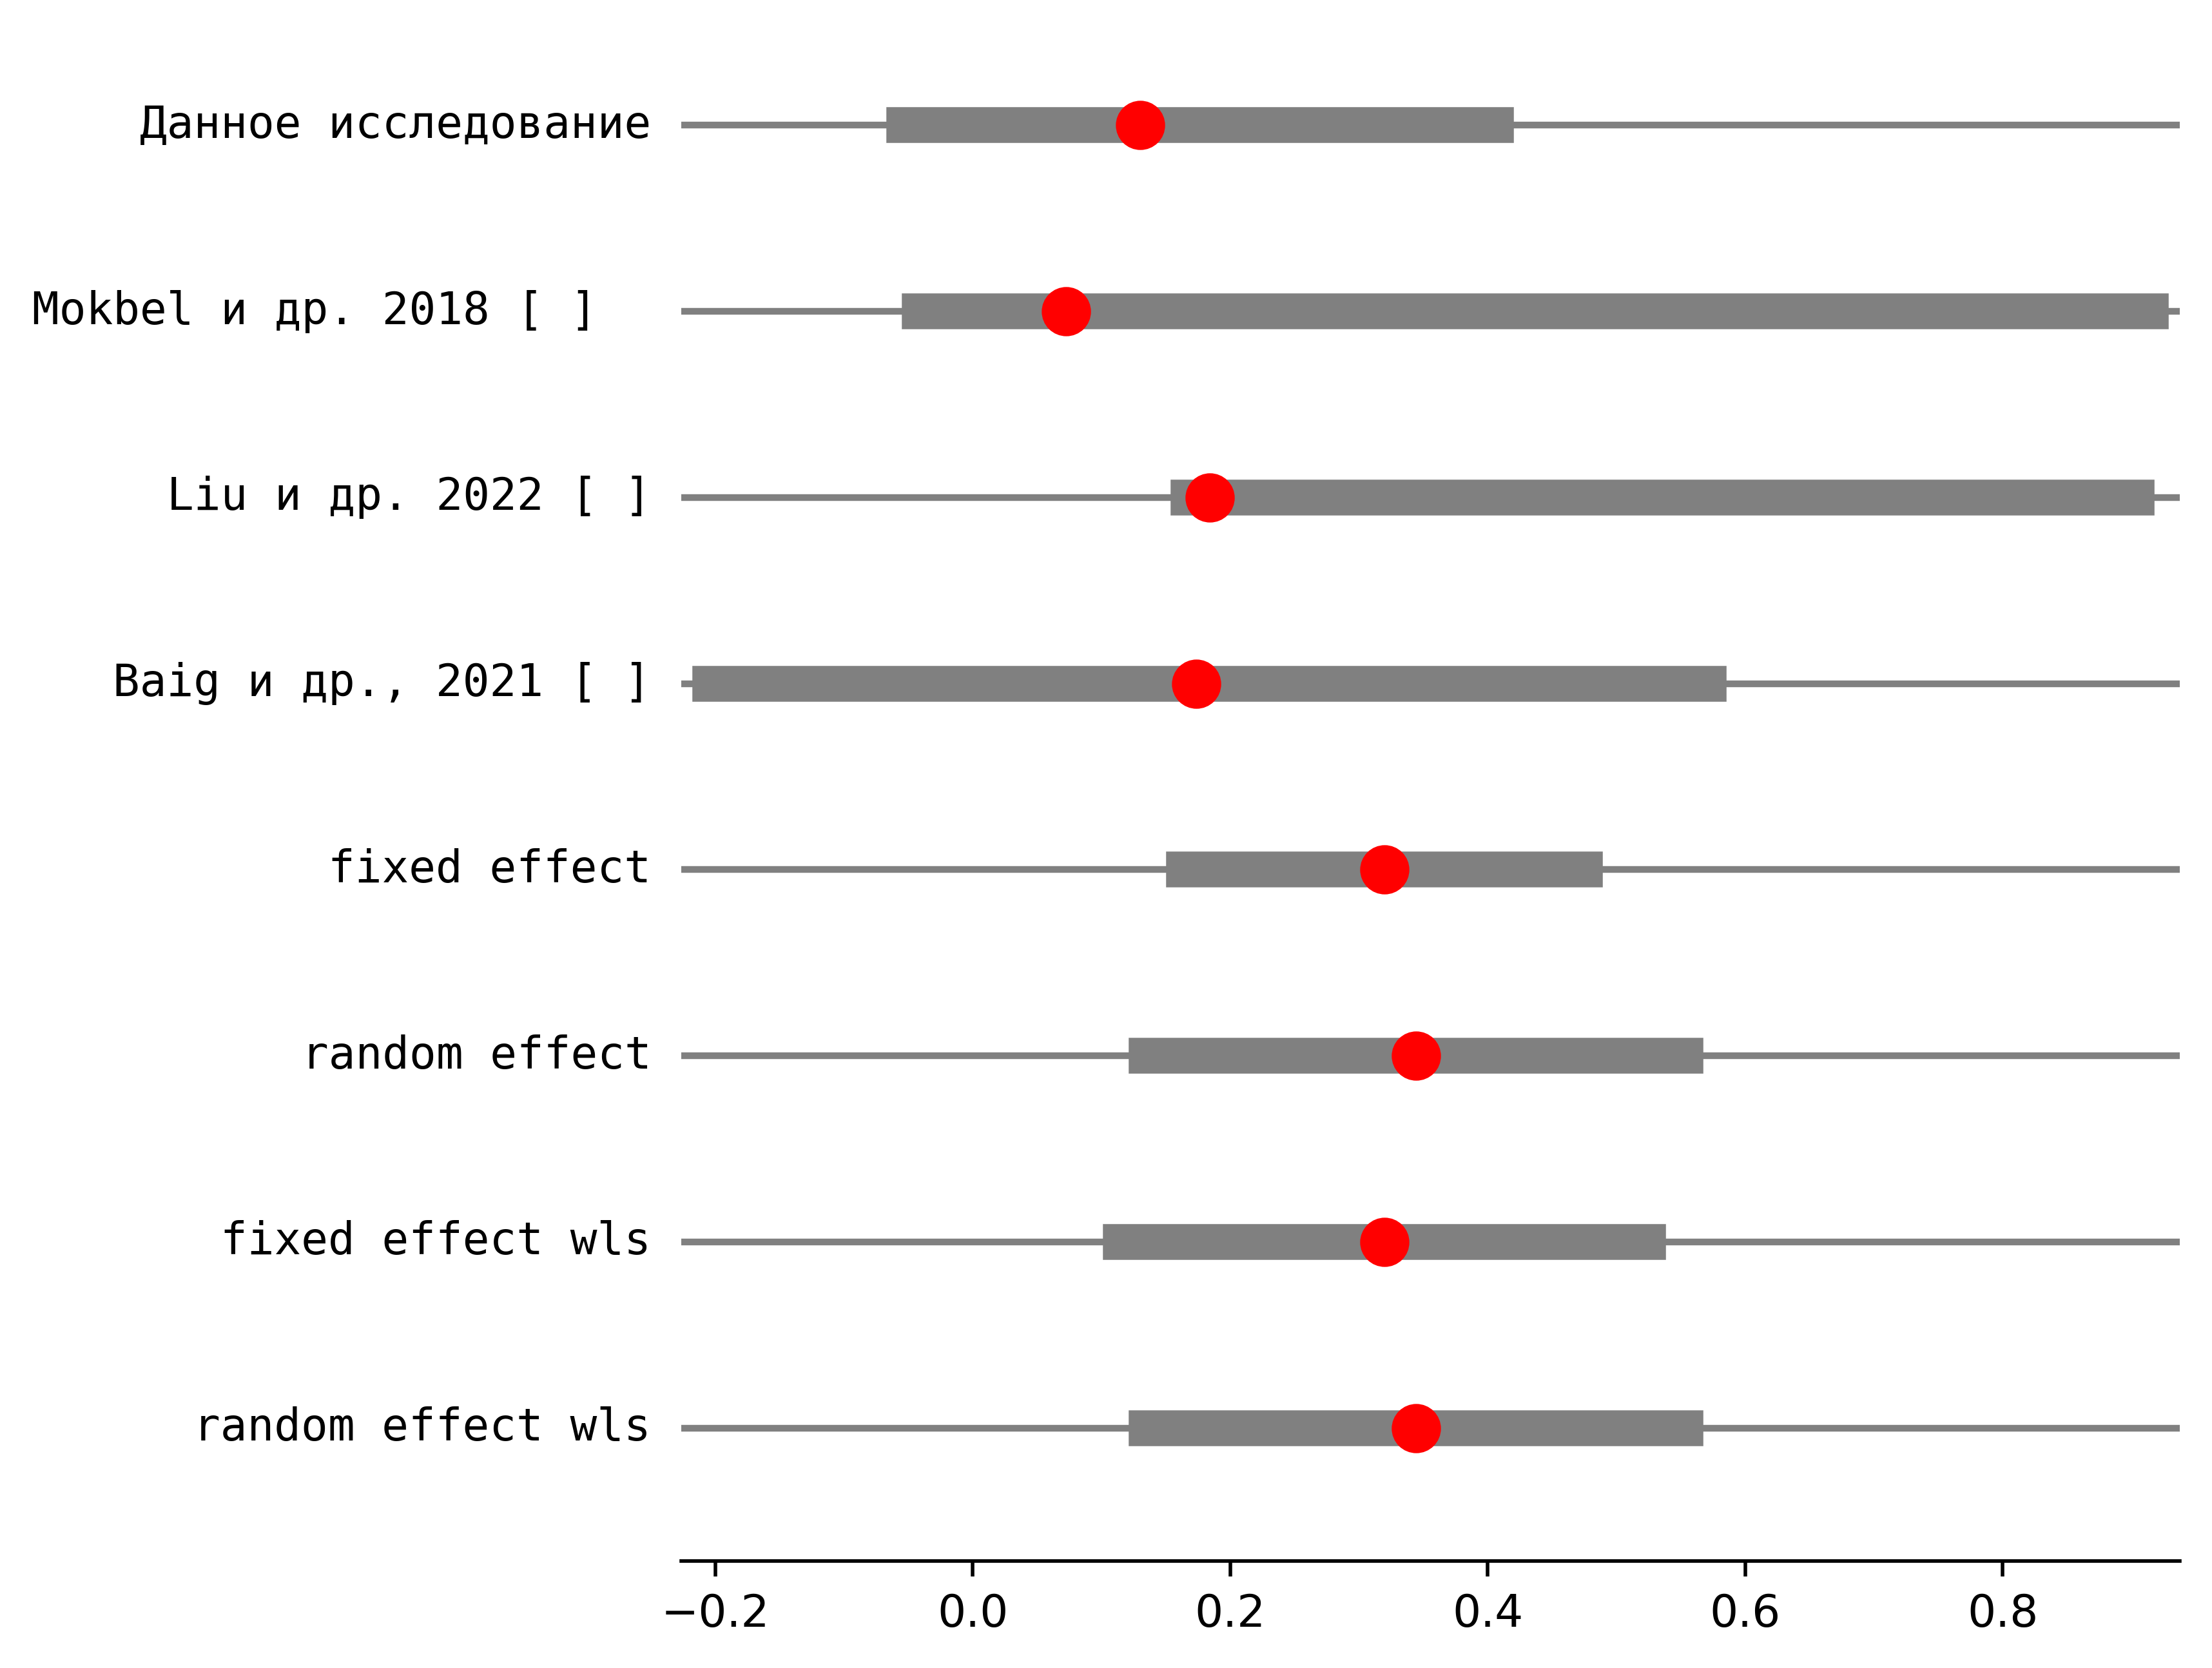 Данное исследование
Mokbel и др. 2018 [ ]
Liu и др. 2022 [ ]
Baig и др., 2021 [ ]
fixed effect
random effect
fixed effect wls
random effect wls
−0.2 0.0 0.2 0.4 0.6 0.8